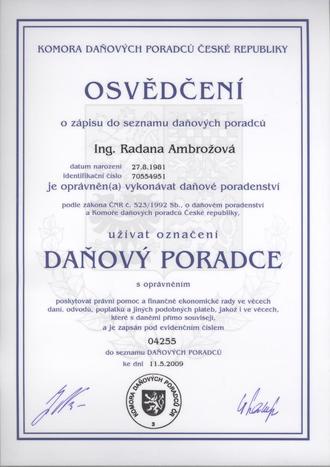 KOMORA DAŇOVÝCH PORADCŮ ČESKÉ REPUBLIKY
OSVĚDČENÍ
o zápisu do seznamu daňových poradců
Ing. Radana Ambrožová
datum narození 27.8.1981
identifikační číslo 70554951
je oprávněn(a) vykonávat daňové poradenství
podle zákona ČNR č. 523/1992 Sb., o daňovém poradenství
a Komoře daňových poradců České republiky,
užívat označení
DAŇOVÝ PORADCE
s oprávněním
poskytovat právní pomoc a finančně ekonomické rady ve věcech
daní, odvodů, poplatků a jiných podobných plateb, jakož i ve věcech,
které s daněmi přímo souvisejí,
a je zapsán pod evidenčním číslem
04255
do seznamu DAŇOVÝCH PORADCŮ
ke dni 11.5.2009
KOMORA DAŇOVÝCH PORADCŮ ČR
3